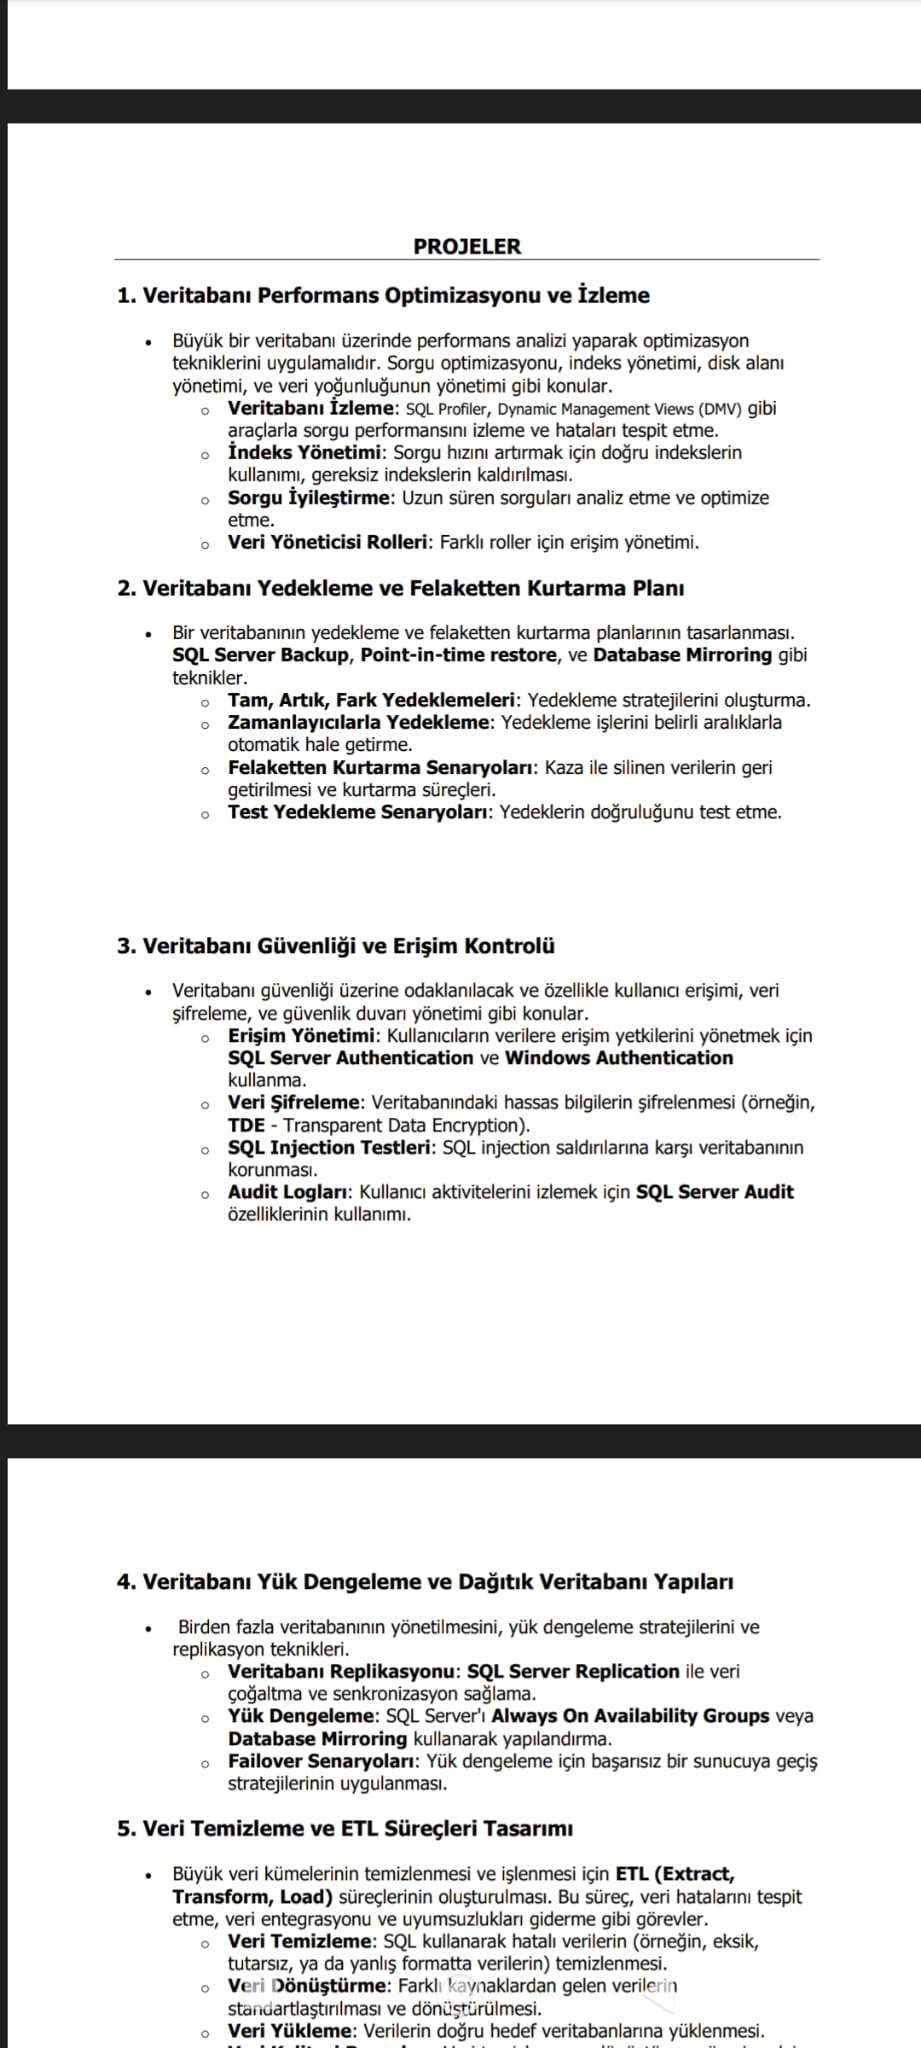 PROJELER
1. Veritabanı Performans Optimizasyonu ve İzleme
• Büyük bir veritabanı üzerinde performans analizi yaparak optimizasyon
tekniklerini uygulamalıdır. Sorgu optimizasyonu, indeks yönetimi, disk alanı
yönetimi, ve veri yoğunluğunun yönetimi gibi konular.
o Veritabanı İzleme: SQL Profiler, Dynamic Management Views (DMV) gibi
araçlarla sorgu performansını izleme ve hataları tespit etme.
o İndeks Yönetimi: Sorgu hızını artırmak için doğru indekslerin
kullanımı, gereksiz indekslerin kaldırılması.
o Sorgu İyileştirme: Uzun süren sorguları analiz etme ve optimize
etme.
o Veri Yöneticisi Rolleri: Farklı roller için erişim yönetimi.
2. Veritabanı Yedekleme ve Felaketten Kurtarma Planı
• Bir veritabanının yedekleme ve felaketten kurtarma planlarının tasarlanması.
SQL Server Backup, Point-in-time restore, ve Database Mirroring gibi
teknikler.
o Tam, Artık, Fark Yedeklemeleri: Yedekleme stratejilerini oluşturma.
o Zamanlayıcılarla Yedekleme: Yedekleme işlerini belirli aralıklarla
otomatik hale getirme.
o Felaketten Kurtarma Senaryoları: Kaza ile silinen verilerin geri
getirilmesi ve kurtarma süreçleri.
o Test Yedekleme Senaryoları: Yedeklerin doğruluğunu test etme.
3. Veritabanı Güvenliği ve Erişim Kontrolü
• Veritabanı güvenliği üzerine odaklanılacak ve özellikle kullanıcı erişimi, veri
şifreleme, ve güvenlik duvarı yönetimi gibi konular.
o Erişim Yönetimi: Kullanıcıların verilere erişim yetkilerini yönetmek için
SQL Server Authentication ve Windows Authentication
kullanma.
o Veri Şifreleme: Veritabanındaki hassas bilgilerin şifrelenmesi (örneğin,
TDE - Transparent Data Encryption).
o SQL Injection Testleri: SQL injection saldırılarına karşı veritabanının
korunması.
o Audit Logları: Kullanıcı aktivitelerini izlemek için SQL Server Audit
özelliklerinin kullanımı.
4. Veritabanı Yük Dengeleme ve Dağıtık Veritabanı Yapıları
• Birden fazla veritabanının yönetilmesini, yük dengeleme stratejilerini ve
replikasyon teknikleri.
o Veritabanı Replikasyonu: SQL Server Replication ile veri
çoğaltma ve senkronizasyon sağlama.
o Yük Dengeleme: SQL Server'ı Always On Availability Groups veya
Database Mirroring kullanarak yapılandırma.
o Failover Senaryoları: Yük dengeleme için başarısız bir sunucuya geçiş
stratejilerinin uygulanması.
5. Veri Temizleme ve ETL Süreçleri Tasarımı
• Büyük veri kümelerinin temizlenmesi ve işlenmesi için ETL (Extract,
Transform, Load) süreçlerinin oluşturulması. Bu süreç, veri hatalarını tespit
etme, veri entegrasyonu ve uyumsuzlukları giderme gibi görevler.
o Veri Temizleme: SQL kullanarak hatalı verilerin (örneğin, eksik,
tutarsız, ya da yanlış formatta verilerin) temizlenmesi.
o Veri Dönüştürme: Farklı kaynaklardan gelen verilerin
standartlaştırılması ve dönüştürülmesi.
o Veri Yükleme: Verilerin doğru hedef veritabanlarına yüklenmesi.